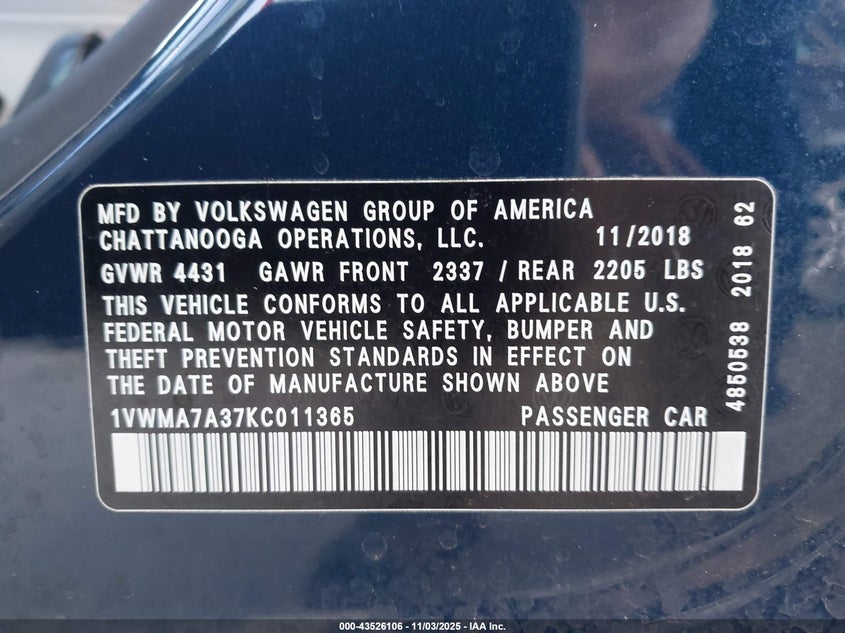 MFD BY VOLKSWAGEN GROUP OF AMERICA
CHATTANOOGA OPERATIONS, LLC. 11/2018
GVWR 4431 GAWR FRONT 2337 / REAR 2205 LBS
THIS VEHICLE CONFORMS TO ALL APPLICABLE U.S.
FEDERAL MOTOR VEHICLE SAFETY, BUMPER AND
THEFT PREVENTION STANDARDS IN EFFECT ON
THE DATE OF MANUFACTURE SHOWN ABOVE
1VWMA7A37KC011365 PASSENGER CAR
4850538 2018 62
000-43526106 - 11/03/2025 - IAA Inc.